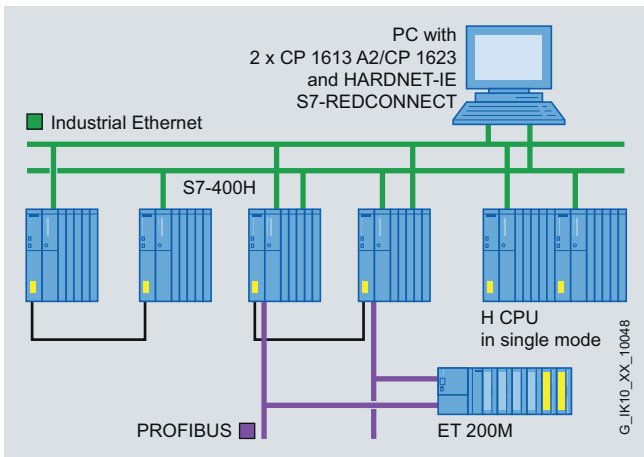 PC with
2 x CP 1613 A2/CP 1623
and HARDNET-IE
S7-REDCONNECT
Industrial Ethernet
S7-400H
H CPU
in single mode
PROFIBUS
ET 200M
G_IK10_XX_10048